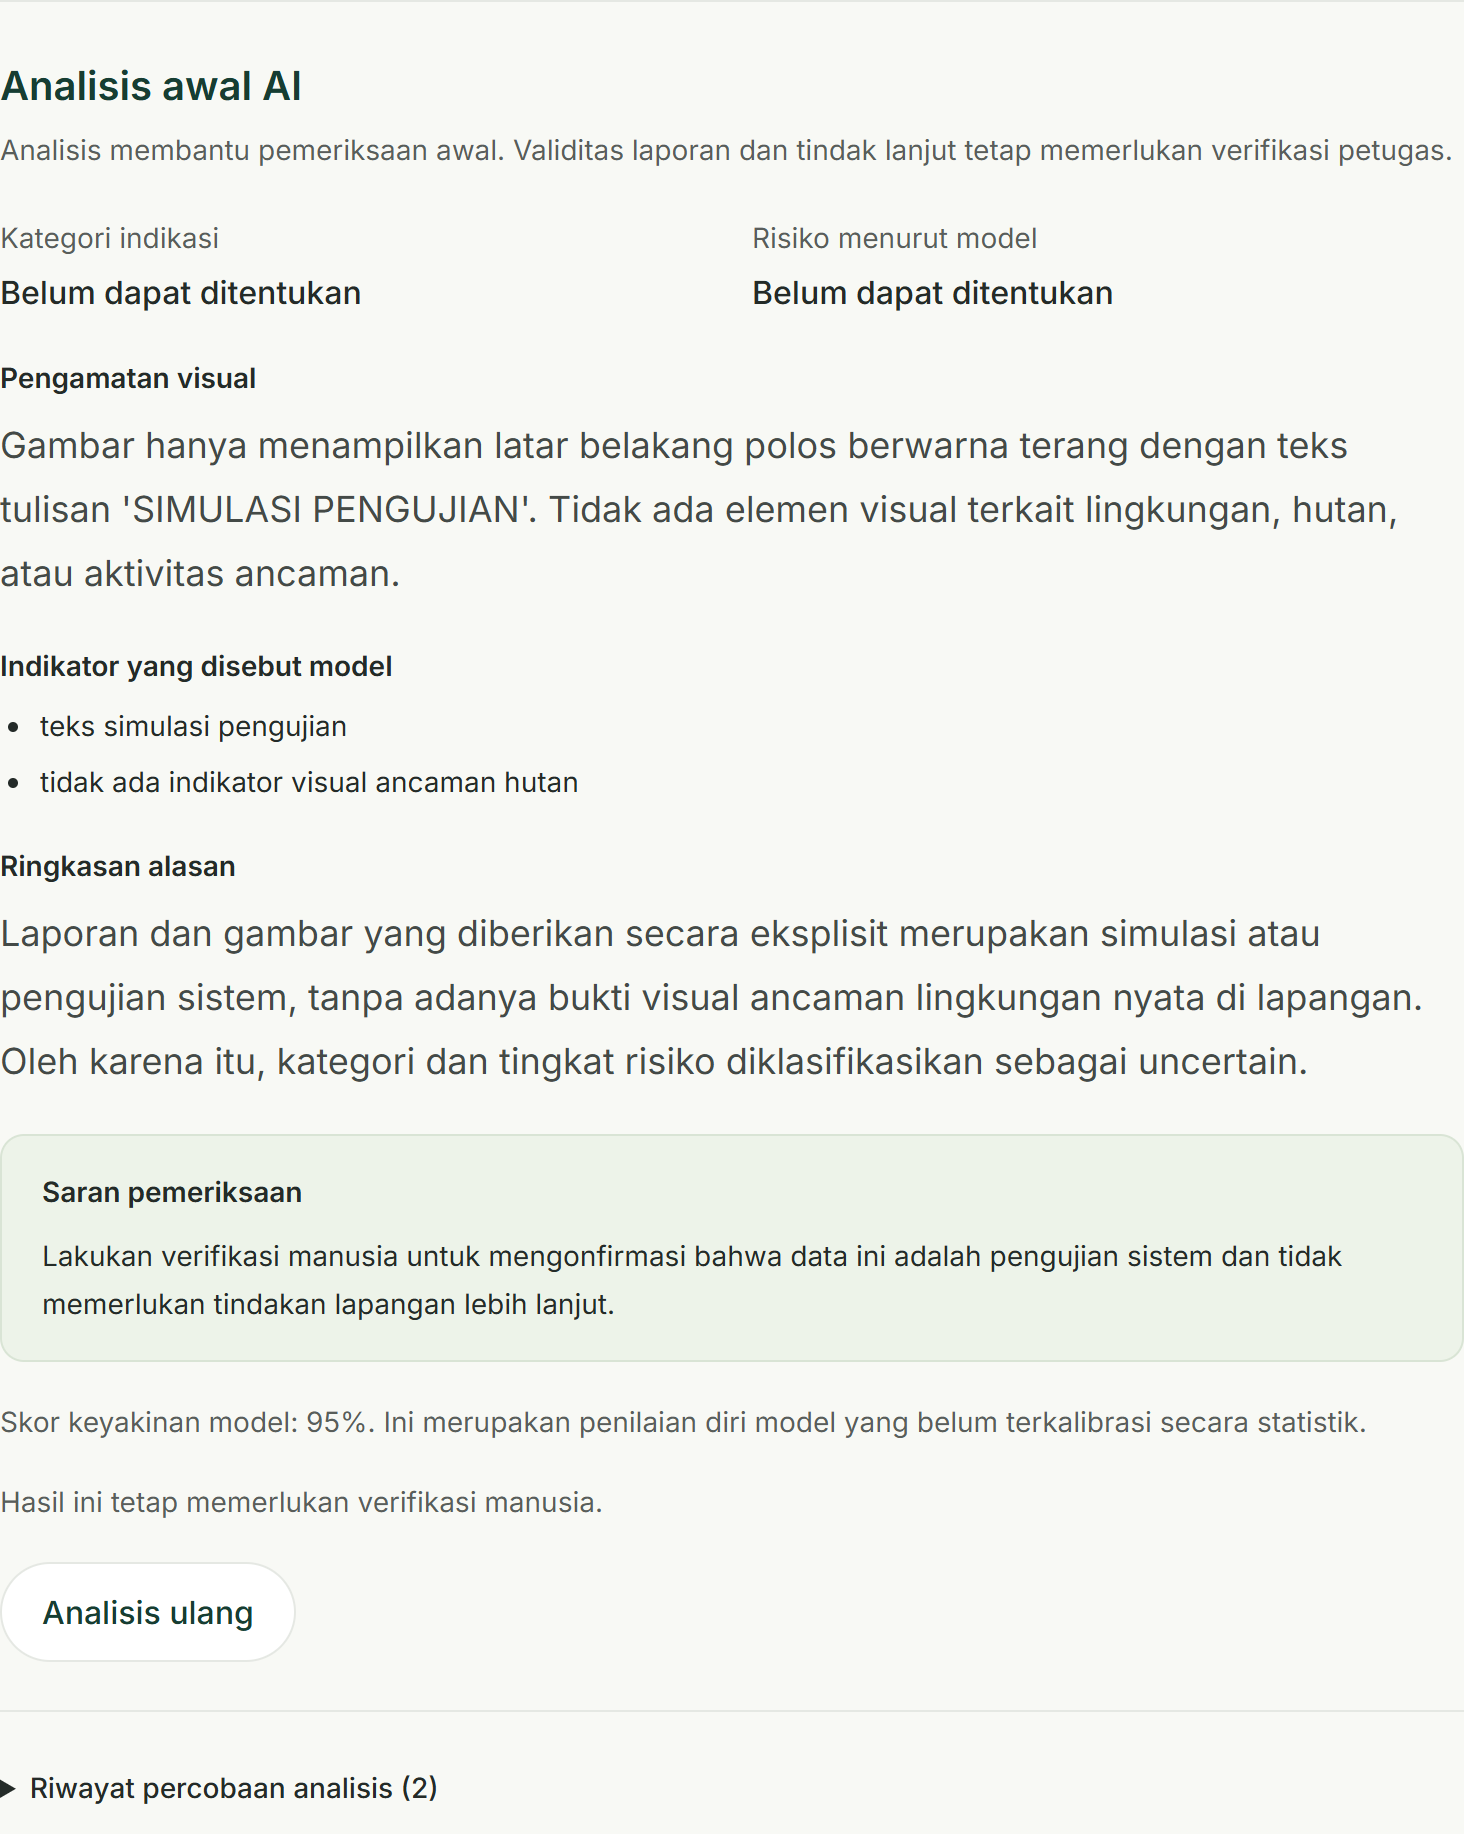 Analisis awal AI
Analisis membantu pemeriksaan awal. Validitas laporan dan tindak lanjut tetap memerlukan verifikasi petugas.
Kategori indikasi
Belum dapat ditentukan
Risiko menurut model
Belum dapat ditentukan
Pengamatan visual
Gambar hanya menampilkan latar belakang polos berwarna terang dengan teks
tulisan 'SIMULASI PENGUJIAN'. Tidak ada elemen visual terkait lingkungan, hutan,
atau aktivitas ancaman.
Indikator yang disebut model
• teks simulasi pengujian
• tidak ada indikator visual ancaman hutan
Ringkasan alasan
Laporan dan gambar yang diberikan secara eksplisit merupakan simulasi atau
pengujian sistem, tanpa adanya bukti visual ancaman lingkungan nyata di lapangan.
Oleh karena itu, kategori dan tingkat risiko diklasifikasikan sebagai uncertain.
Saran pemeriksaan
Lakukan verifikasi manusia untuk mengonfirmasi bahwa data ini adalah pengujian sistem dan tidak
memerlukan tindakan lapangan lebih lanjut.
Skor keyakinan model: 95%. Ini merupakan penilaian diri model yang belum terkalibrasi secara statistik.
Hasil ini tetap memerlukan verifikasi manusia.
Analisis ulang
Riwayat percobaan analisis (2)